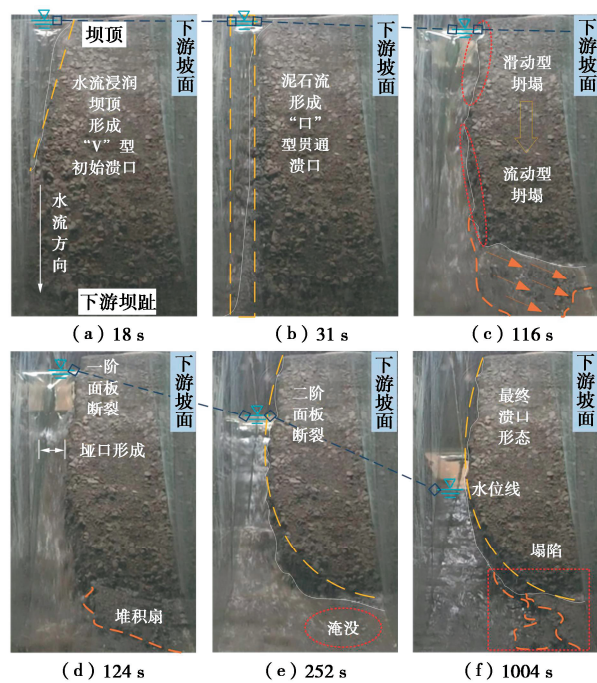 坝顶
下游坡面
水流浸润
坝顶
形成
“V”型
初始溃口
水流方向
下游坝趾
(a) 18 s
下游坡面
泥石流
形成
“口”
型贯通
溃口
(b) 31 s
下游坡面
滑动型
坍塌
流动型
坍塌
(c) 116 s
下游坡面
一阶
面板
断裂
垭口形成
堆积扇
(d) 124 s
下游坡面
二阶
面板
断裂
淹没
(e) 252 s
下游坡面
最终
溃口
形态
水位线
塌陷
(f) 1004 s